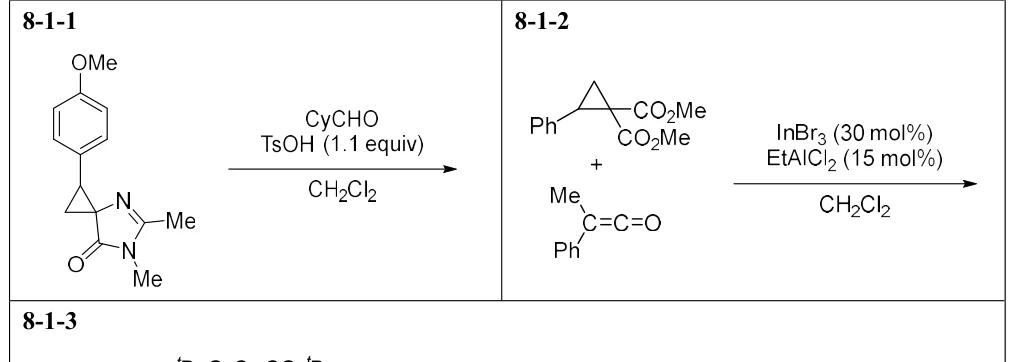 8-1-1
OMe
N
Me
N
O
Me
CyCHO
TsOH (1.1 equiv)
CH2Cl2
8-1-2
Ph
CO2Me
CO2Me
+
Me
C=C=O
Ph
InBr3 (30 mol%)
EtAlCl2 (15 mol%)
CH2Cl2
8-1-3